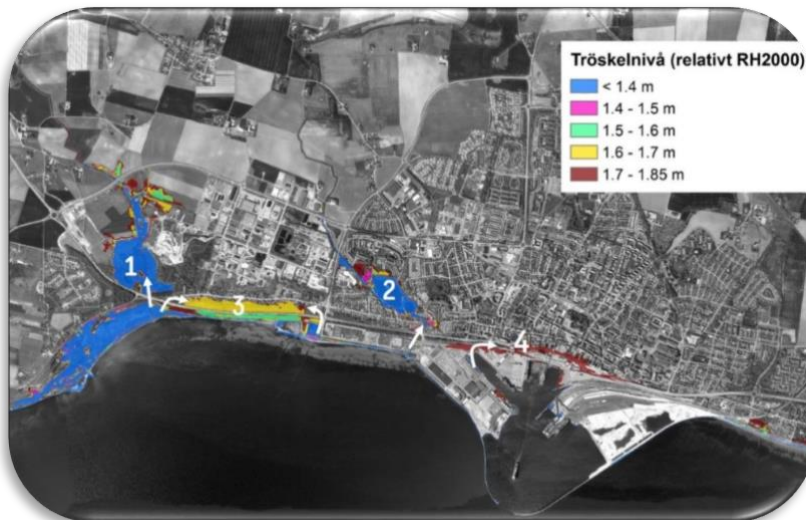 Tröskelnivå (relativt RH2000)
< 1.4 m
1.4 - 1.5 m
1.5 - 1.6 m
1.6 - 1.7 m
1.7 - 1.85 m
1
2
3
4